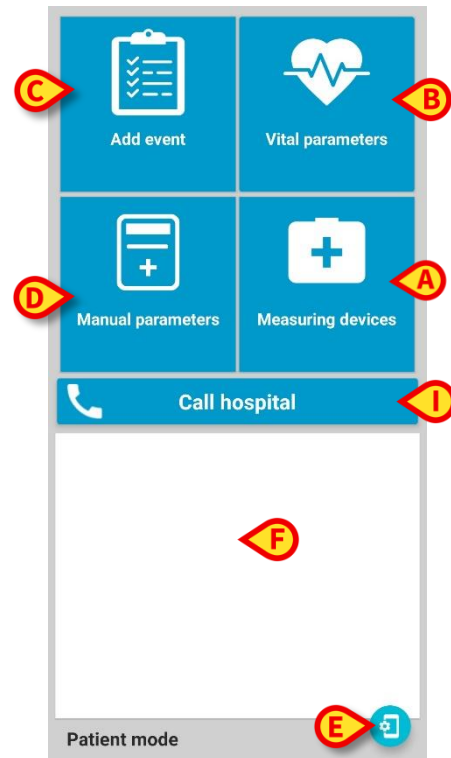 C
B
Add event
Vital parameters
D
A
Manual parameters
Measuring devices
Call hospital
I
F
E
Patient mode